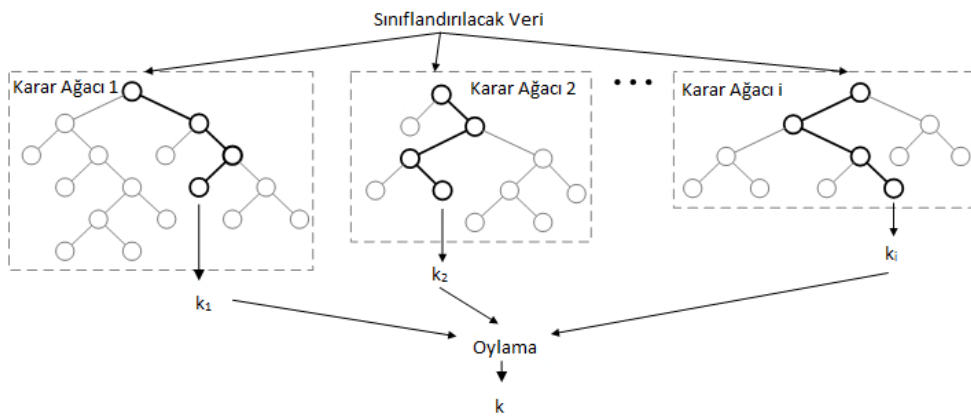 Sınıflandırılacak Veri
Karar Ağacı 1
Karar Ağacı 2
Karar Ağacı i
k₁
k₂
kᵢ
Oylama
k